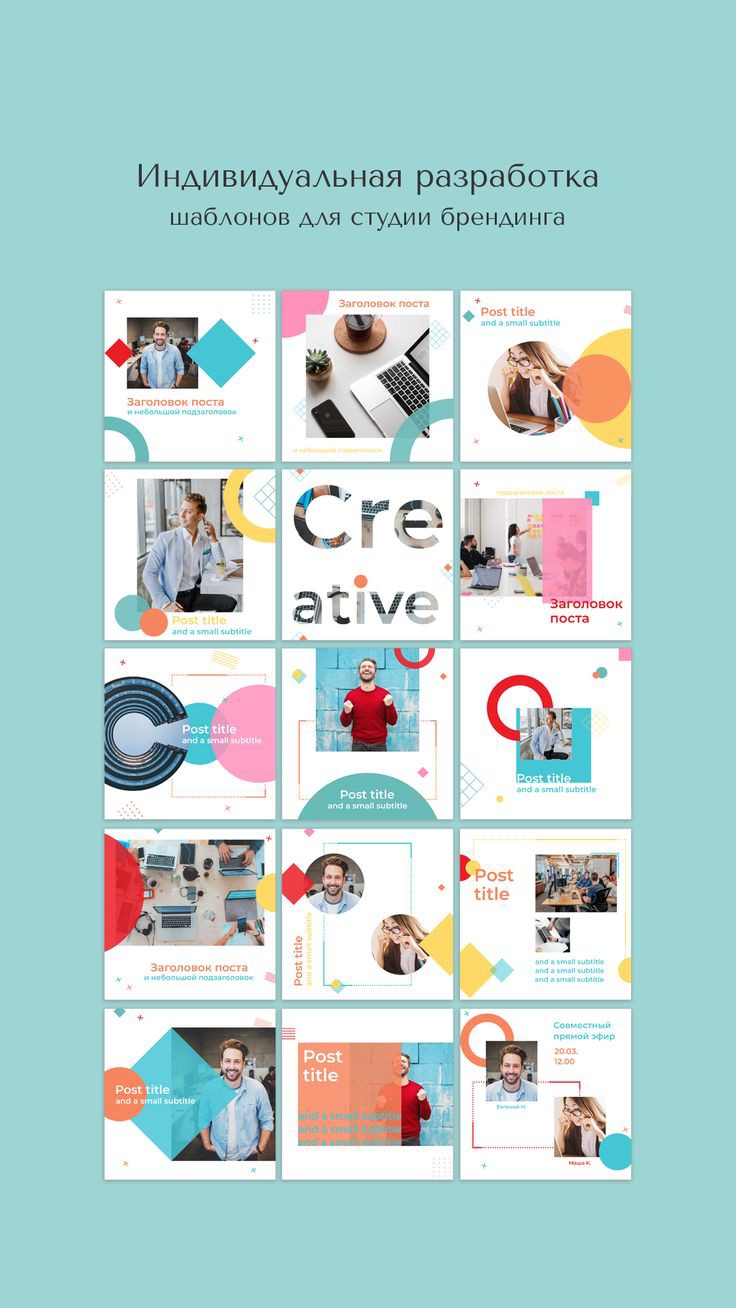 Индивидуальная разработка
шаблонов для студии брендинга
Заголовок поста
и небольшой подзаголовок
Заголовок поста
и небольшой подзаголовок
Post title
and a small subtitle
Post title
and a small subtitle
Cre
ative
подзаголовок поста
Заголовок
поста
Post title
and a small subtitle
Post title
and a small subtitle
Post title
and a small subtitle
Заголовок поста
и небольшой подзаголовок
Post title
and a small subtitle
Post
title
and a small subtitle
and a small subtitle
and a small subtitle
Post title
and a small subtitle
Post
title
and a small subtitle
and a small subtitle
and a small subtitle
Совместный
прямой эфир
20.03.
12.00
Евгений Н.
Маша К.